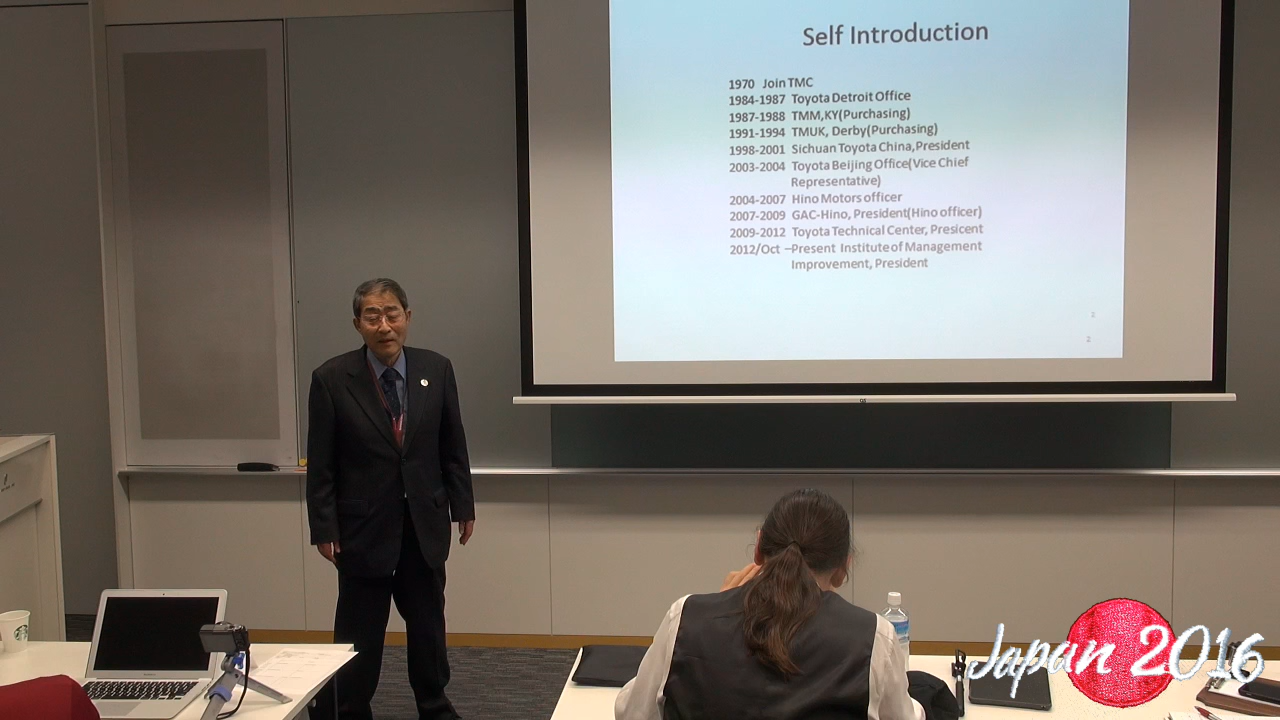 Self Introduction
1970 Join TMC
1984-1987 Toyota Detroit Office
1987-1988 TMM,KY(Purchasing)
1991-1994 TMUK, Derby(Purchasing)
1998-2001 Sichuan Toyota China,President
2003-2004 Toyota Beijing Office(Vice Chief
Representative)
2004-2007 Hino Motors officer
2007-2009 GAC-Hino, President(Hino officer)
2009-2012 Toyota Technical Center, Presicent
2012/Oct –Present Institute of Management
Improvement, President
2
2
Japan 2016